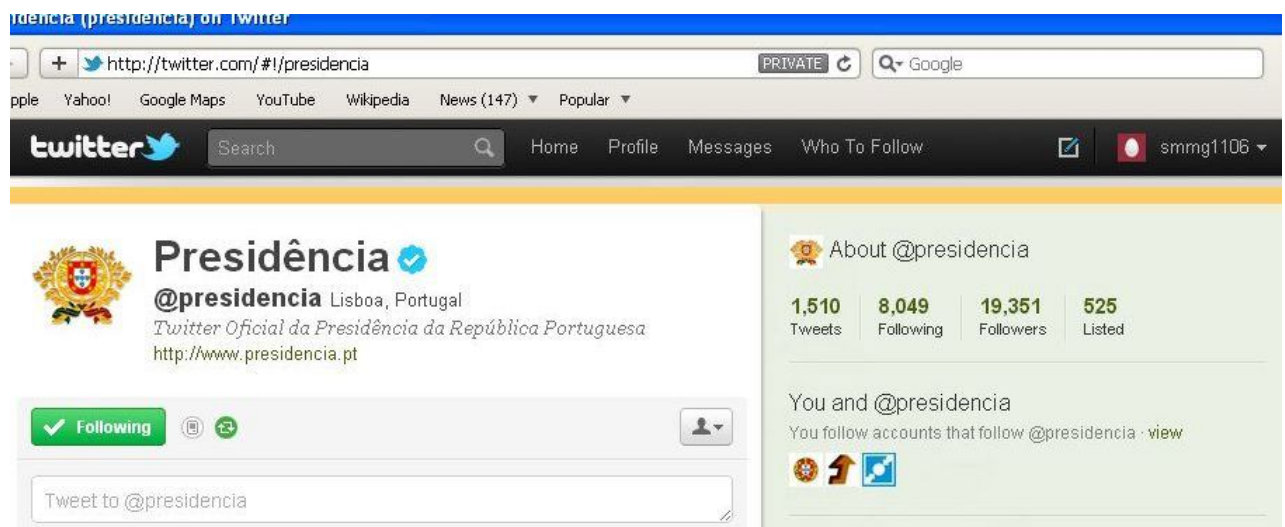 idência (presidencia) on Twitter
+ http://twitter.com/#!/presidencia PRIVATE Google
pple Yahoo! Google Maps YouTube Wikipedia News (147) Popular
twitter Search Home Profile Messages Who To Follow smmg1106
Presidência
@presidencia Lisboa, Portugal
Twitter Oficial da Presidência da República Portuguesa
http://www.presidencia.pt
Following
Tweet to @presidencia
About @presidencia
1,510 8,049 19,351 525
Tweets Following Followers Listed
You and @presidencia
You follow accounts that follow @presidencia · view